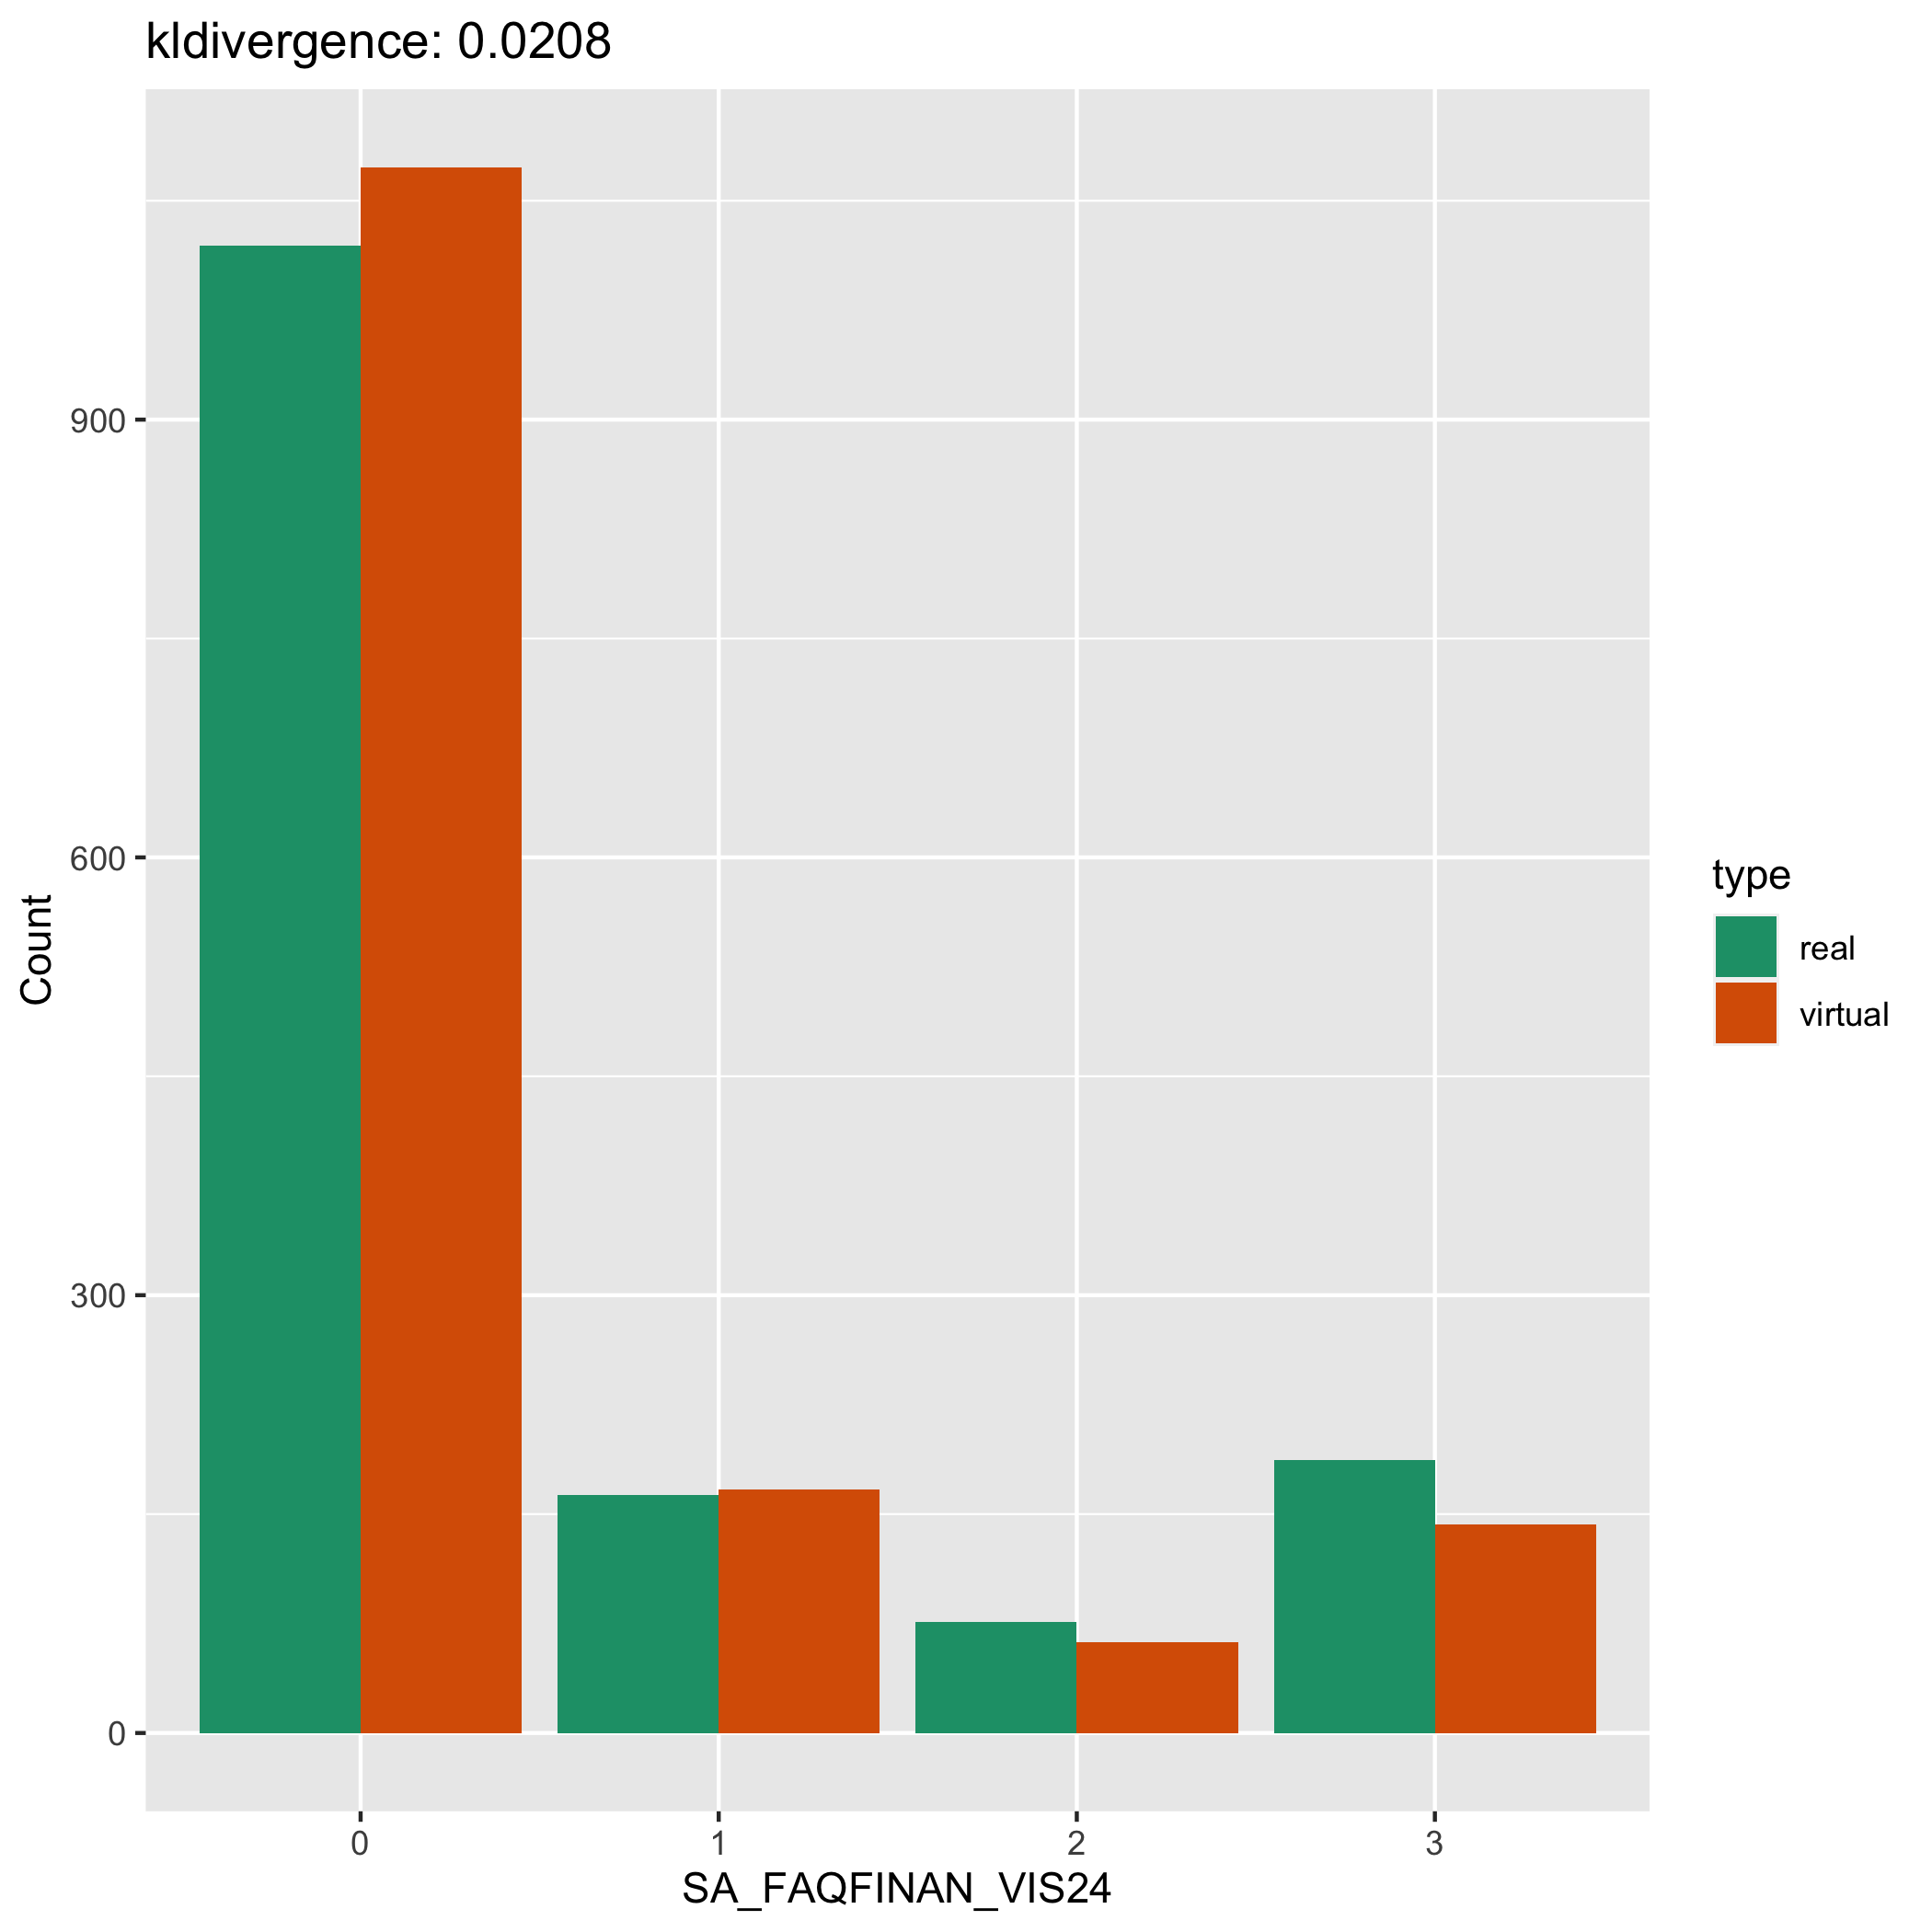 kldivergence: 0.0208
Count
900
600
300
0
0 1 2 3
SA_FAQFINAN_VIS24
type
real
virtual